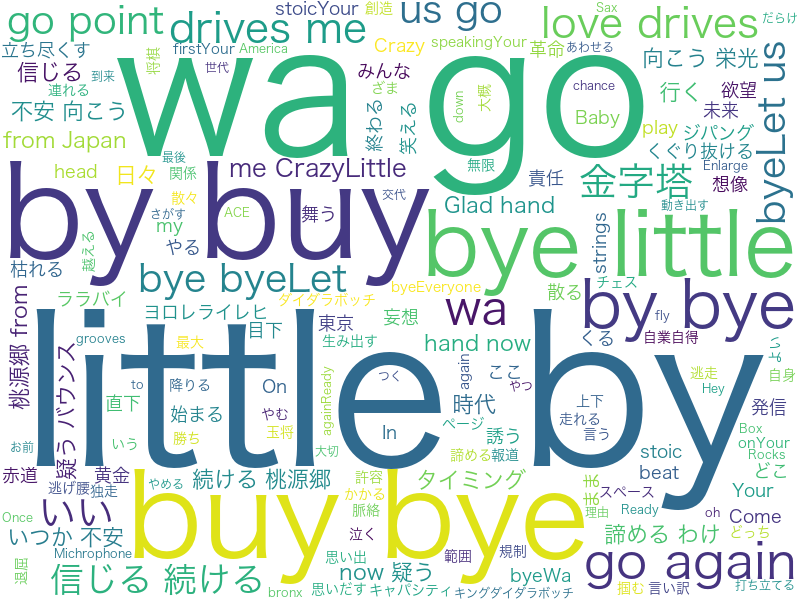 stoicYour
創造
us go
Sax
だらけ
go point
drives me
love drives
立ち尽くす
firstYour
America
Crazy
speakingYour
革命
あわせる
信じる
到来
世代
将棋
みんな
向こう 栄光
wa go
連れる
ざま
down
大概
chance
行く
欲望
不安 向こう
終わる
笑える
Baby
未来
byeLet us
from Japan
play
ジパング
最後
くぐり抜ける
head
日々
関係
me CrazyLittle
無限
Enlarge
責任
金字塔
想像
by buy
散々
交代
さがす
ACE
舞う
Glad hand
動き出す
my
越える
やる
bye little
strings
枯れる
bye byeLet
byeEveryone
散る
チェス
by bye
ララバイ
ダイダラボッチ
wa
ヨロレライレヒ
妄想
くる
fly
桃源郷 from
grooves
目下
東京
生み出す
hand now
自業自得
よい
最大
ここ
again
やっ
逃走
自身
little by
to
降りる
On
つく
直下
againReady
時代
上下
Hey
疑う バウンス
始まる
やむ
ページ
走れる
発信
お前
いう
勝ち
玉将
大切
In
誘う
言う
Box
onYour
赤道
黄金
やめる
続ける 桃源郷
許容
諦める
報道
stoic
beat
Rocks
どこ
逃げ腰
独走
かかる
タイミング
まま
スペース
Your
Once
いい
buy bye
脈絡
Ready
oh
Come
いつか 不安
泣く
理由
どっち
諦める わけ
Michrophone
思い出
範囲
規制
go again
退屈
信じる 続ける
now 疑う
byeWa
掴む
言い訳
打ち立てる
bronx
思いだす
キャパシティ
キングダイダラボッチ